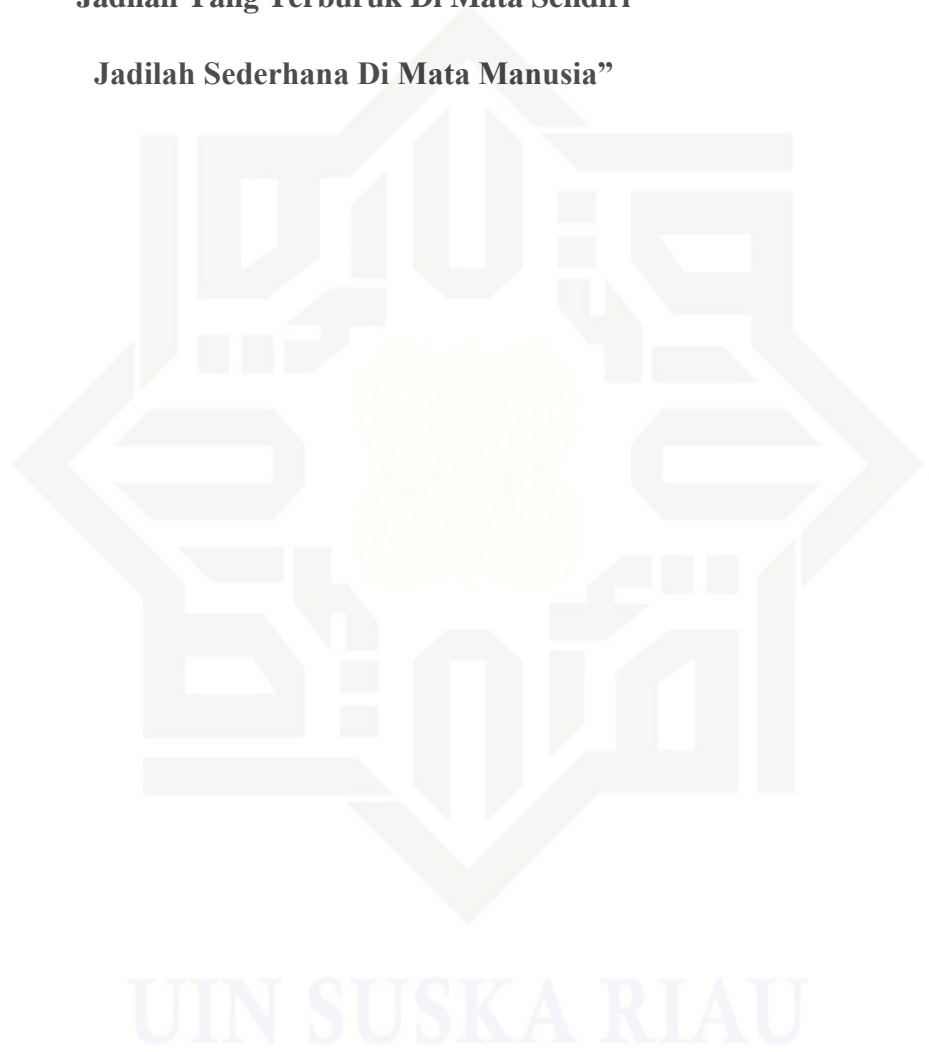 Jadilah Yang Terburuk Di Mata Sendiri
Jadilah Sederhana Di Mata Manusia”
UIN SUSKA RIAU